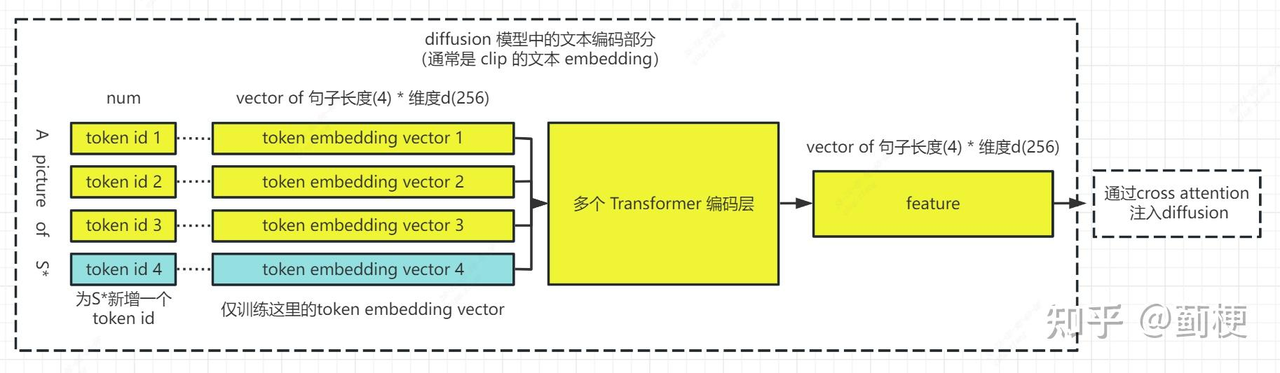 diffusion 模型中的文本编码部分
（通常是 clip 的文本 embedding）
num
vector of 句子长度(4) * 维度d(256)
A picture of S*
token id 1
token embedding vector 1
token id 2
token embedding vector 2
token id 3
token embedding vector 3
token id 4
token embedding vector 4
为S*新增一个
token id
仅训练这里的token embedding vector
多个 Transformer 编码层
vector of 句子长度(4) * 维度d(256)
feature
通过cross attention
注入diffusion
知乎 @蓟梗